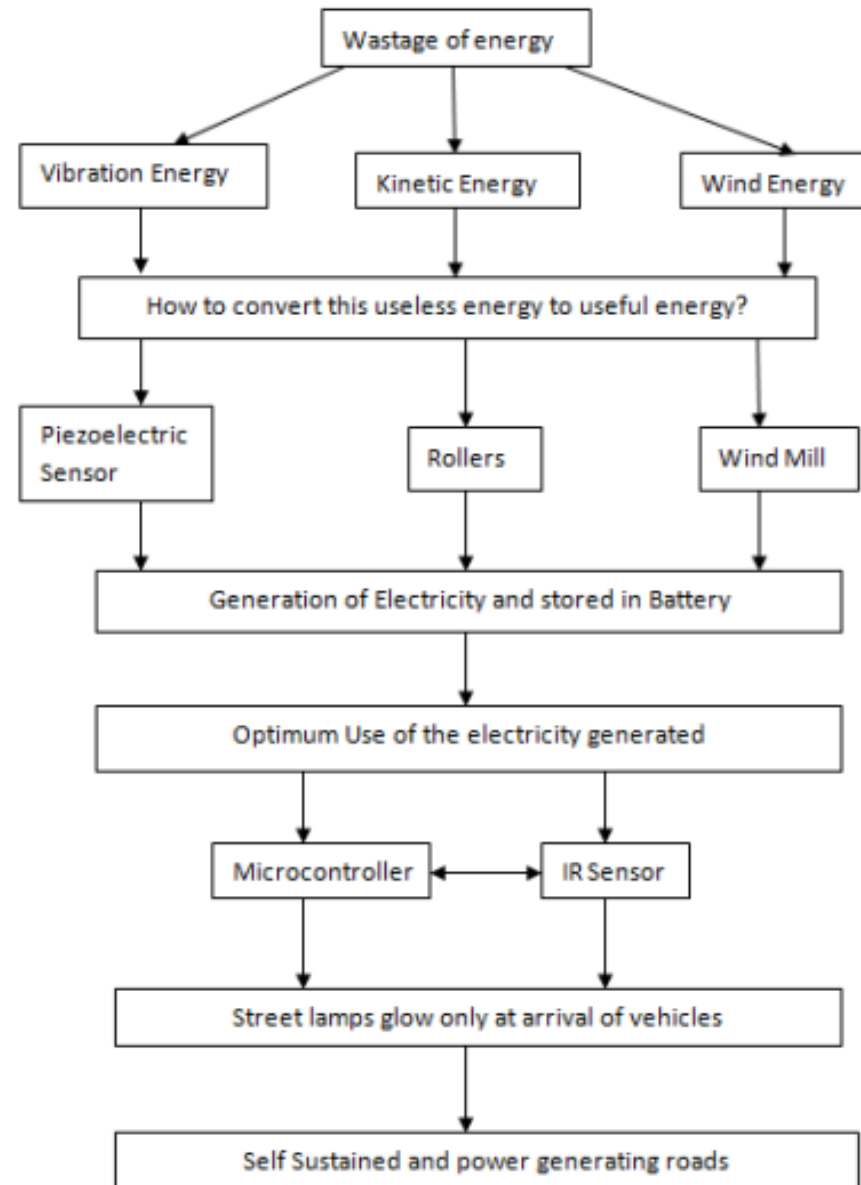 Wastage of energy
Vibration Energy
Kinetic Energy
Wind Energy
How to convert this useless energy to useful energy?
Piezoelectric
Sensor
Rollers
Wind Mill
Generation of Electricity and stored in Battery
Optimum Use of the electricity generated
Microcontroller
IR Sensor
Street lamps glow only at arrival of vehicles
Self Sustained and power generating roads